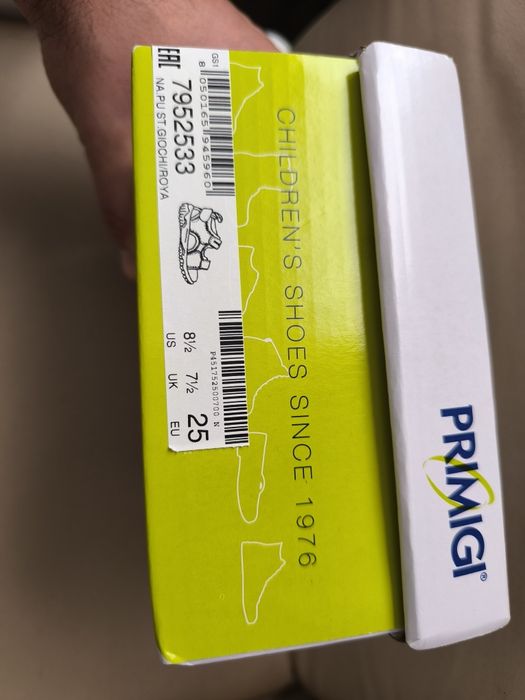 PRIMIGI®
CHILDREN'S SHOES SINCE 1976
GS1
8 050165 945960
EAC
7952533
NA.PU ST.GIOCHI/ROYA
P451752500700 N
8½ 7½ 25
US UK EU